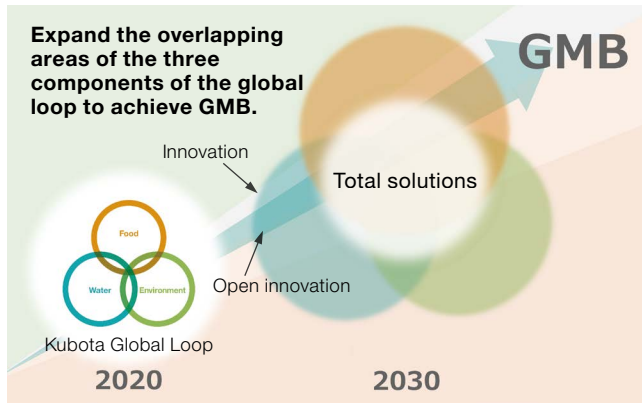 Expand the overlapping
areas of the three
components of the global
loop to achieve GMB.
GMB
Innovation
Total solutions
Food
Water
Environment
Open innovation
Kubota Global Loop
2020
2030